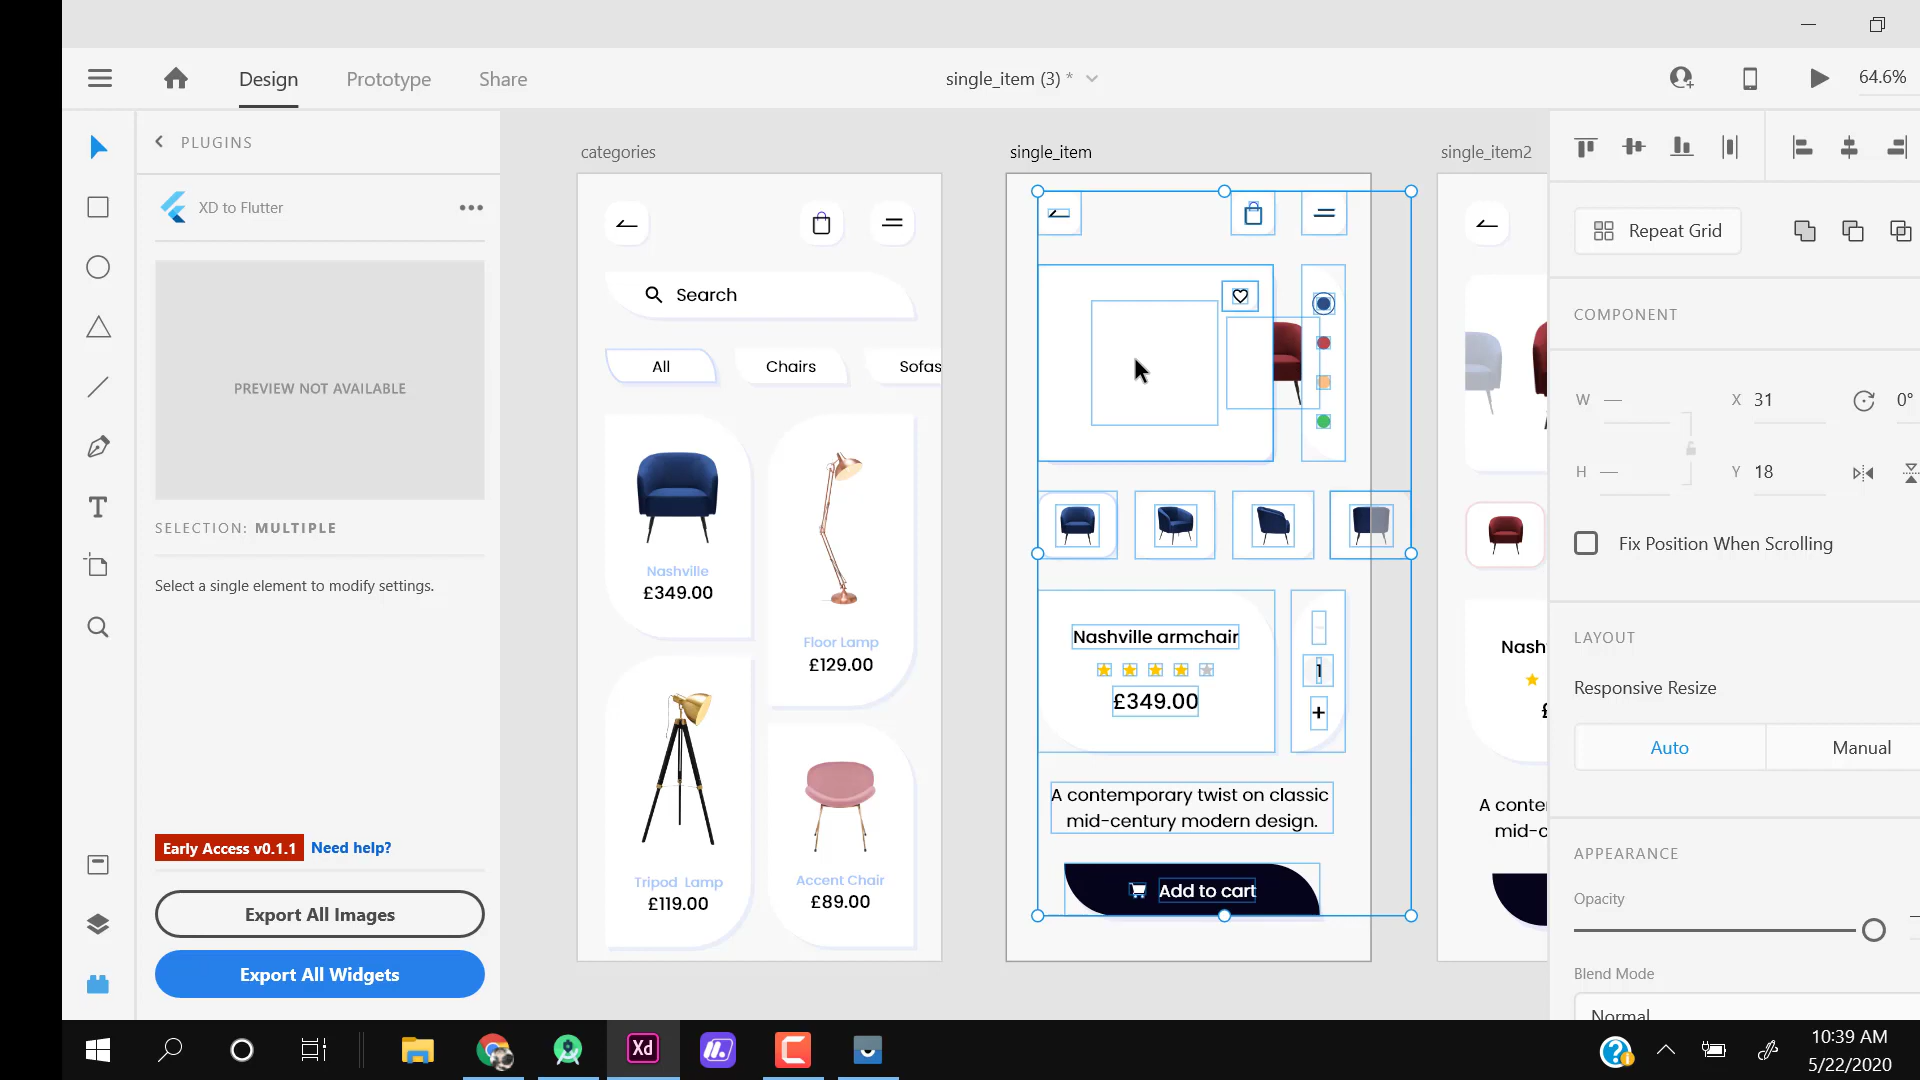 Design
Prototype
Share
single_item (3) *
64.6%
PLUGINS
XD to Flutter
PREVIEW NOT AVAILABLE
SELECTION: MULTIPLE
Select a single element to modify settings.
Early Access v0.1.1
Need help?
Export All Images
Export All Widgets
categories
Search
All
Chairs
Sofas
Nashville
£349.00
Floor Lamp
£129.00
Tripod Lamp
£119.00
Accent Chair
£89.00
single_item
Nashville armchair
£349.00
1
+
A contemporary twist on classic
mid-century modern design.
Add to cart
single_item2
Nash
£
A conte
mid-c
Repeat Grid
COMPONENT
W —
X 31
0°
H —
Y 18
Fix Position When Scrolling
LAYOUT
Responsive Resize
Auto
Manual
APPEARANCE
Opacity
Blend Mode
Normal
Xd
10:39 AM
5/22/2020